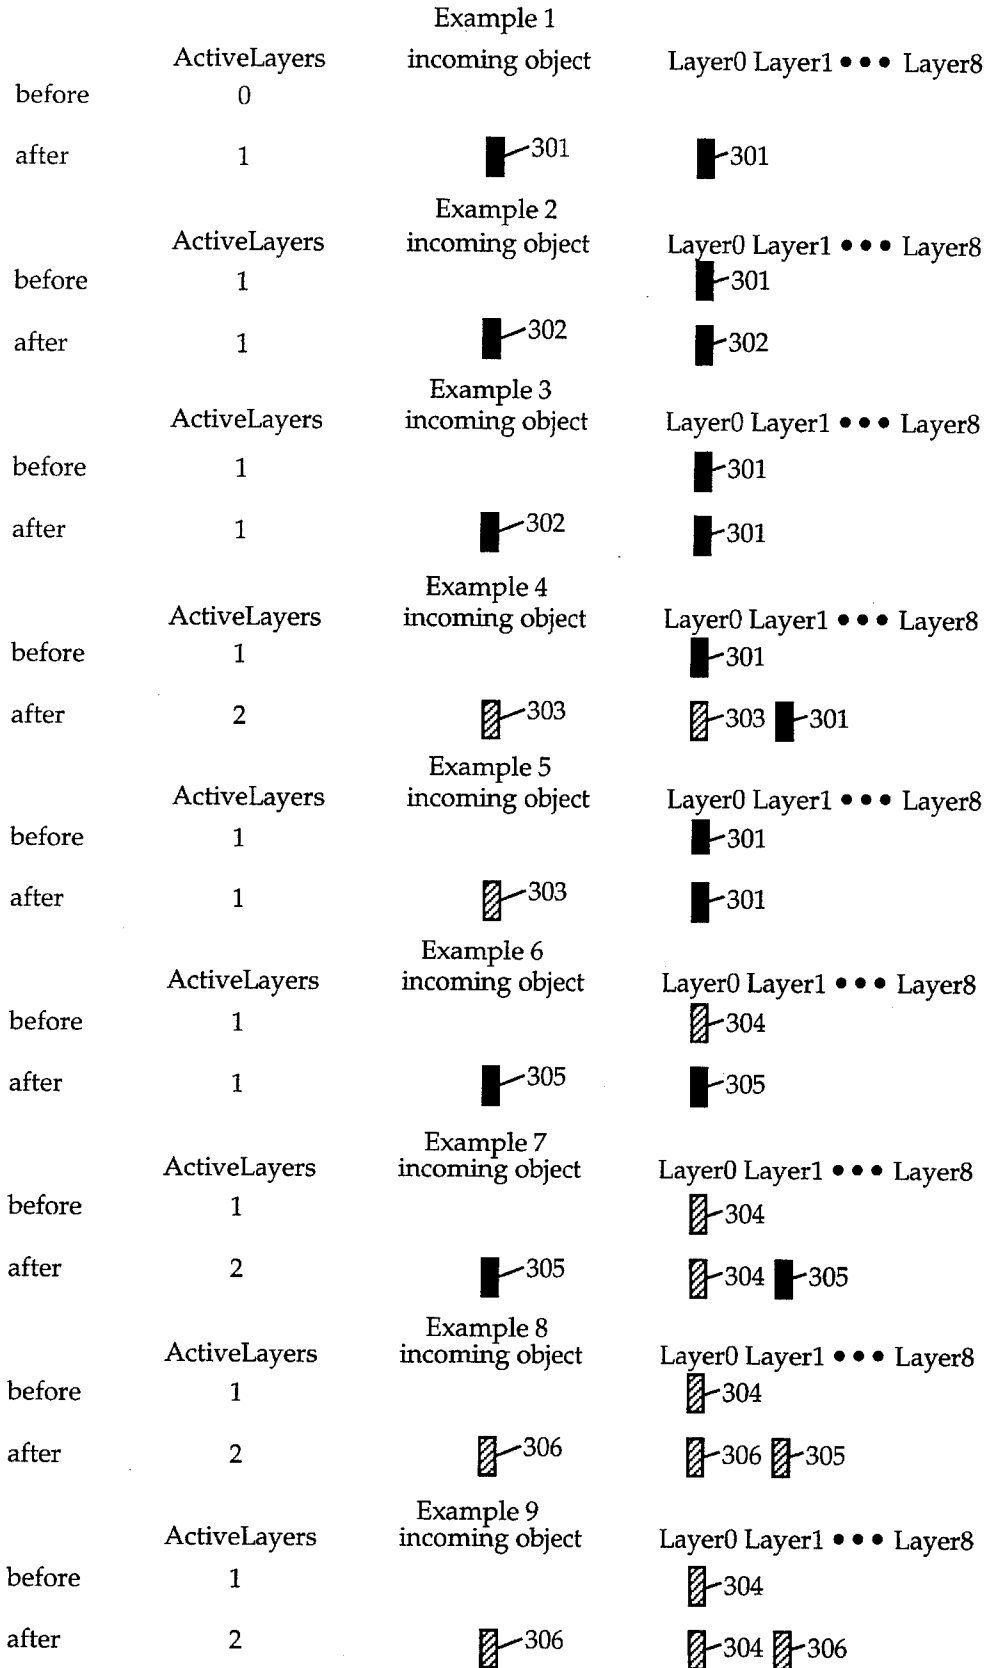 Example 1
ActiveLayers incoming object Layer0 Layer1 ••• Layer8
before 0
after 1 301 301
Example 2
ActiveLayers incoming object Layer0 Layer1 ••• Layer8
before 1 301
after 1 302 302
Example 3
ActiveLayers incoming object Layer0 Layer1 ••• Layer8
before 1 301
after 1 302 301
Example 4
ActiveLayers incoming object Layer0 Layer1 ••• Layer8
before 1 301
after 2 303 303 301
Example 5
ActiveLayers incoming object Layer0 Layer1 ••• Layer8
before 1 301
after 1 303 301
Example 6
ActiveLayers incoming object Layer0 Layer1 ••• Layer8
before 1 304
after 1 305 305
Example 7
ActiveLayers incoming object Layer0 Layer1 ••• Layer8
before 1 304
after 2 305 304 305
Example 8
ActiveLayers incoming object Layer0 Layer1 ••• Layer8
before 1 304
after 2 306 306 305
Example 9
ActiveLayers incoming object Layer0 Layer1 ••• Layer8
before 1 304
after 2 306 304 306